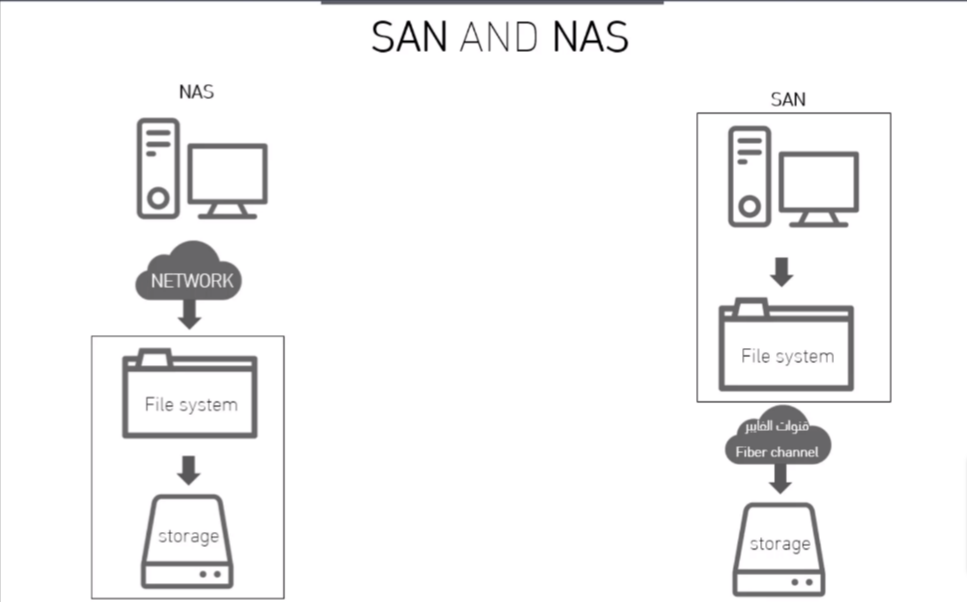 SAN AND NAS
NAS
NETWORK
File system
storage
SAN
File system
قنوات الفايبر
Fiber channel
storage